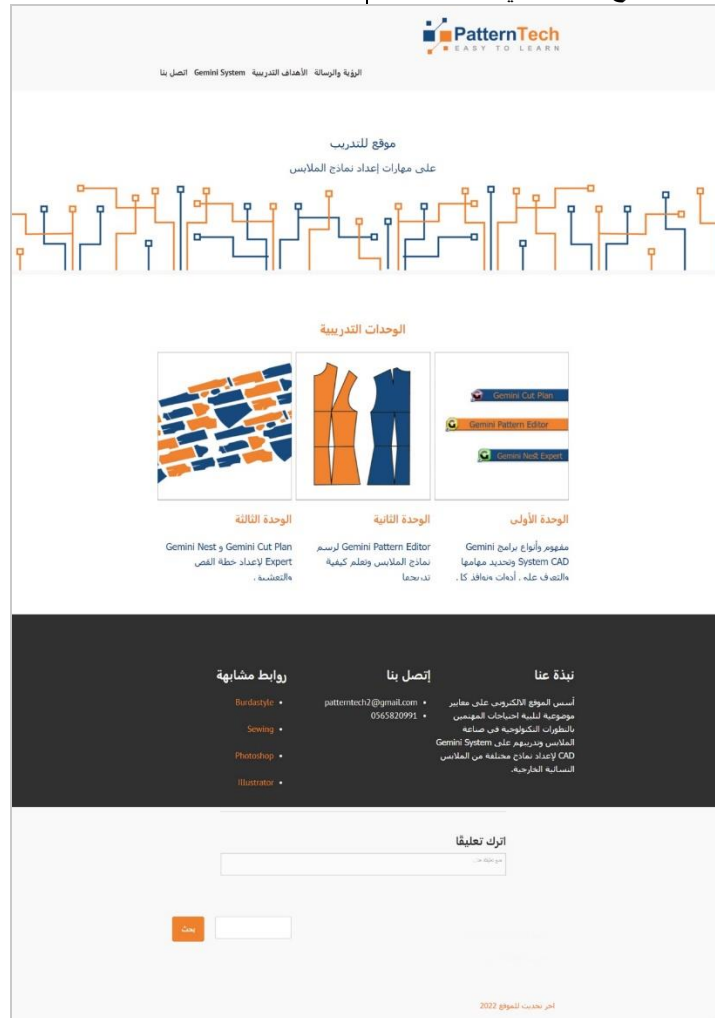 PatternTech
EASY TO LEARN
الرؤية والرسالة الأهداف التدريبية Gemini System اتصل بنا
موقع للتدريب
على مهارات إعداد نماذج الملابس
الوحدات التدريبية
Gemini Cut Plan
Gemini Pattern Editor
Gemini Nest Expert
الوحدة الأولى
مفهوم وأنواع برامج Gemini
System CAD وتحديد مهامها
والتعرف على أدوات ونوافذ كل
الوحدة الثانية
Gemini Pattern Editor لرسم
نماذج الملابس وتعلم كيفية
تدريجها
الوحدة الثالثة
Gemini Cut Plan و Gemini Nest
Expert لإعداد خطة القص
والتعشيق.
نبذة عنا
أسس الموقع الالكتروني على معايير
موضوعية لتلبية احتياجات المهتمين
بالتطورات التكنولوجية في صناعة
الملابس وتدريبهم على Gemini System
CAD لإعداد نماذج مختلفة من الملابس
النسائية الخارجية.
إتصل بنا
patterntech2@gmail.com
0565820991
روابط مشابهة
Burdastyle
Sewing
Photoshop
Illustrator
اترك تعليقًا
بحث
اخر تحديث للموقع 2022